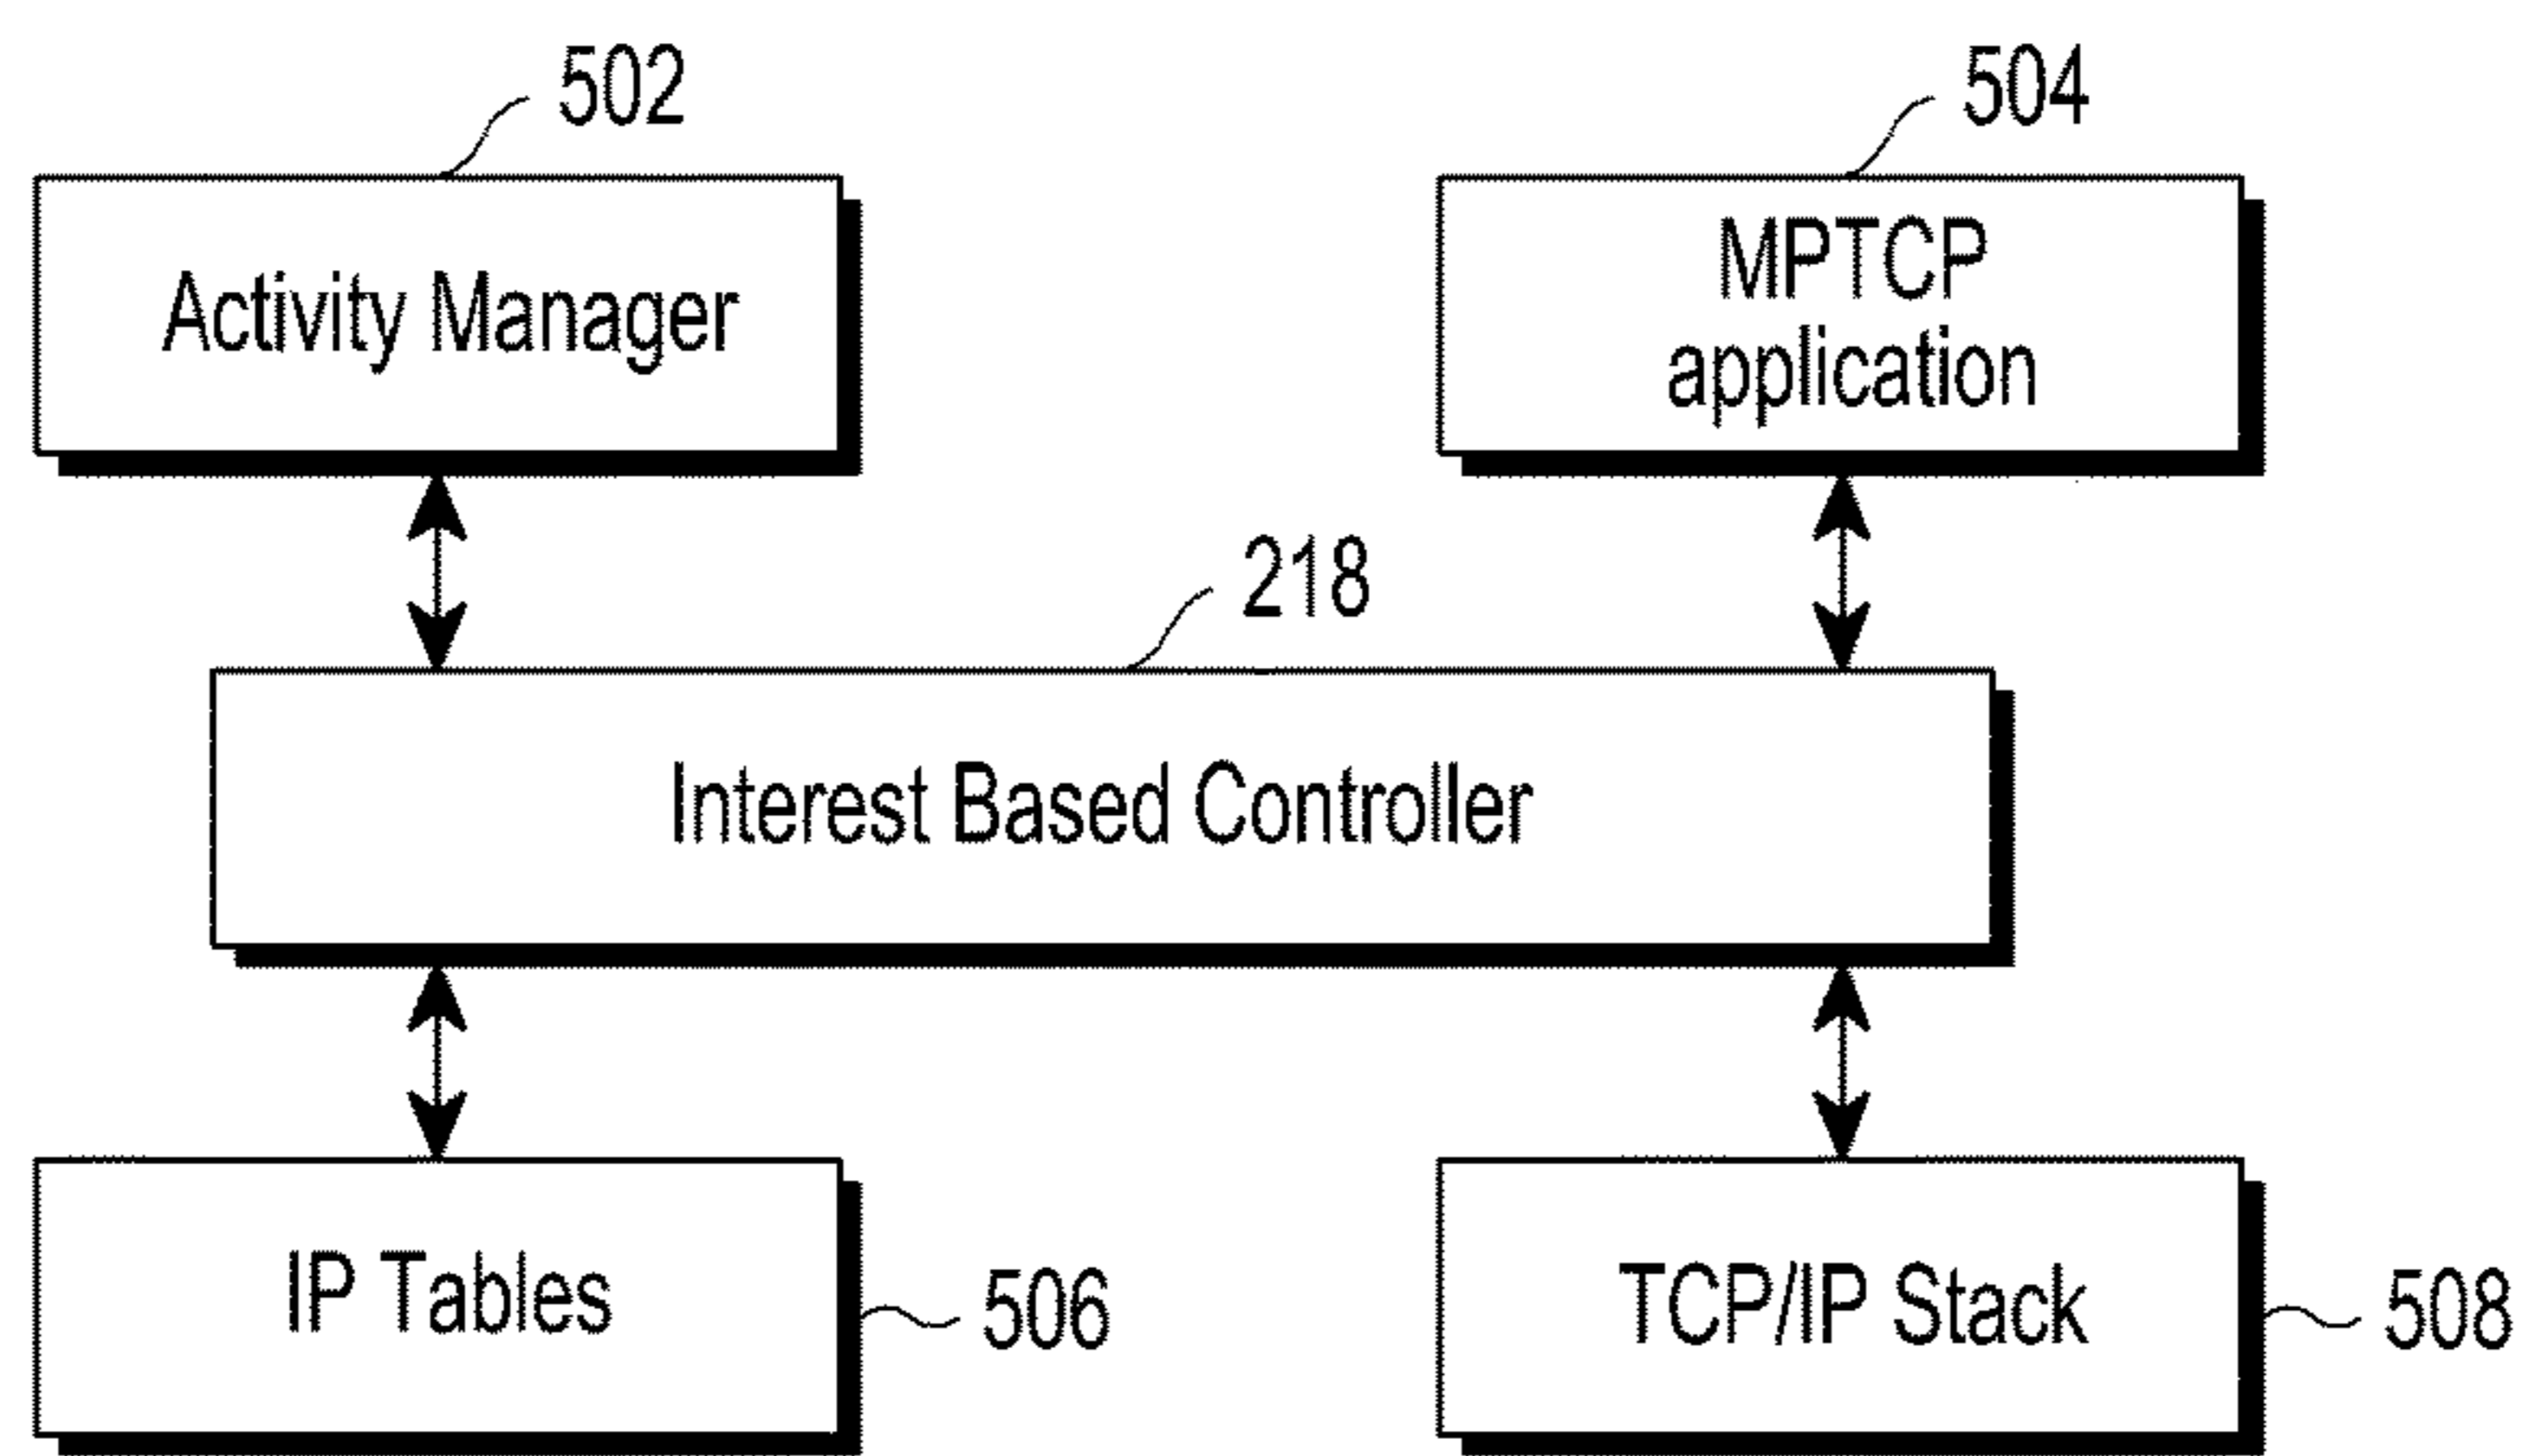 502
504
Activity Manager
MPTCP
application
218
Interest Based Controller
IP Tables
506
TCP/IP Stack
508